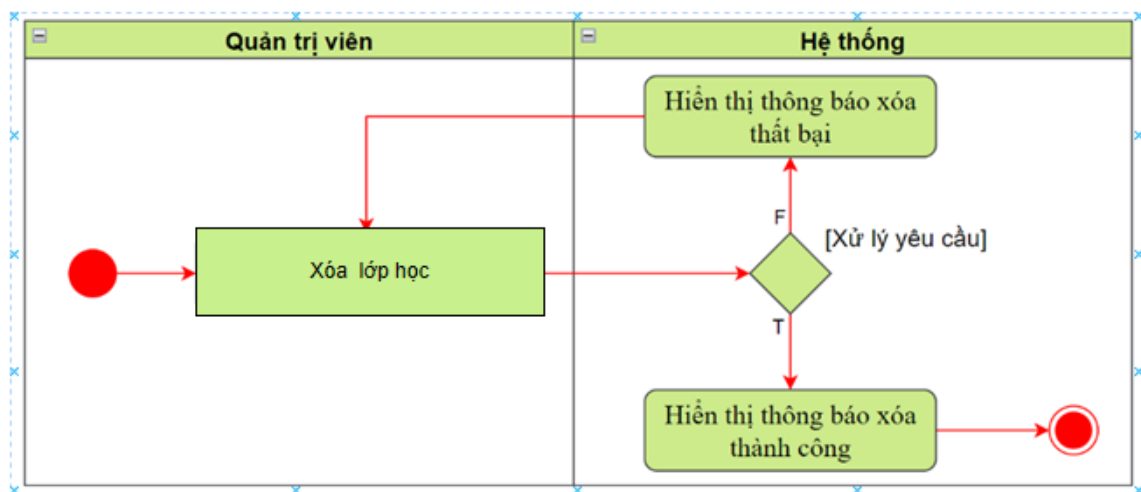 Quản trị viên
Hệ thống
Hiển thị thông báo xóa
thất bại
F
[Xử lý yêu cầu]
Xóa lớp học
T
Hiển thị thông báo xóa
thành công